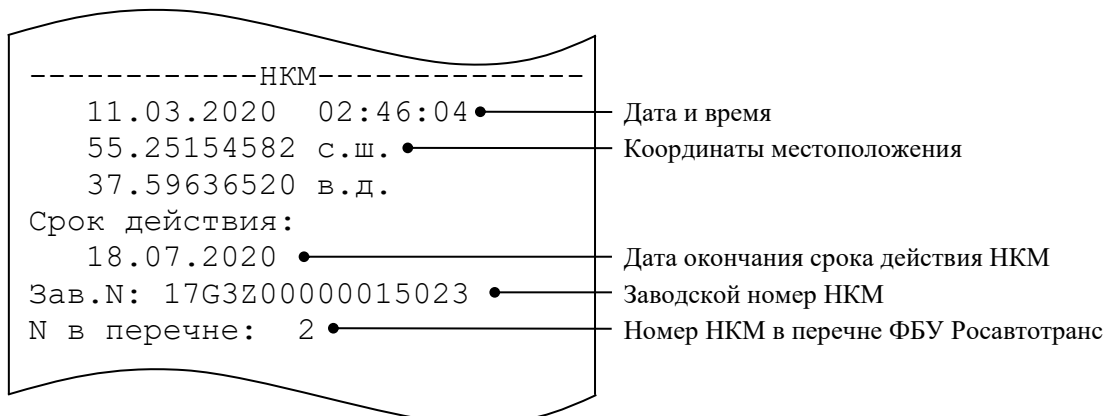 ------------НКМ--------------
11.03.2020 02:46:04
Дата и время
55.25154582 с.ш.
Координаты местоположения
37.59636520 в.д.
Срок действия:
18.07.2020
Дата окончания срока действия НКМ
Зав.N: 17G3Z00000015023
Заводской номер НКМ
N в перечне: 2
Номер НКМ в перечне ФБУ Росавтотранс